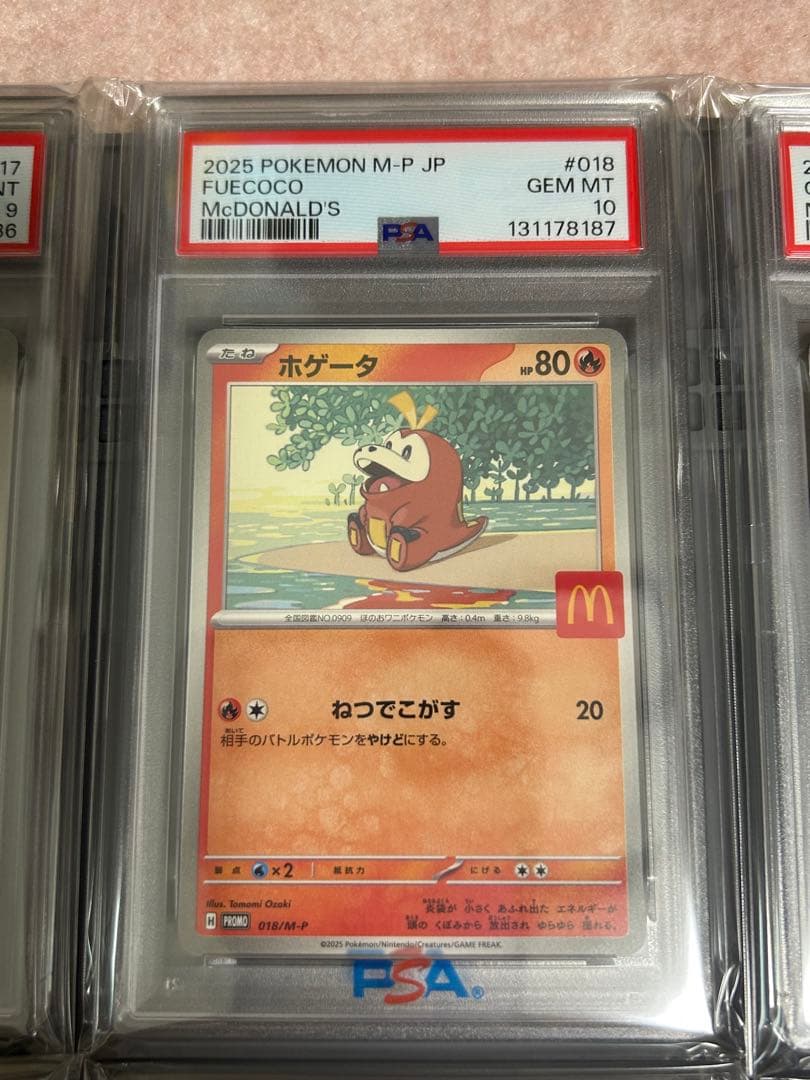 17
NT
9
36
2025 POKEMON M-P JP #018
FUECOCO GEM MT
McDONALD'S 10
PSA 131178187
たね ホゲータ HP80
全国図鑑NO.0909 ほのおワニポケモン 高さ:0.4m 重さ:9.8kg
ねつでこがす 20
相手のバトルポケモンをやけどにする。
弱点 ×2 抵抗力 にげる
Illus. Tomomi Ozaki
H PROMO 018/M-P
炎袋が 小さく あふれ出た エネルギーが
頭の くぼみから 放出され ゆらゆら 揺れる。
©2025 Pokémon/Nintendo/Creatures/GAME FREAK.
PSA®